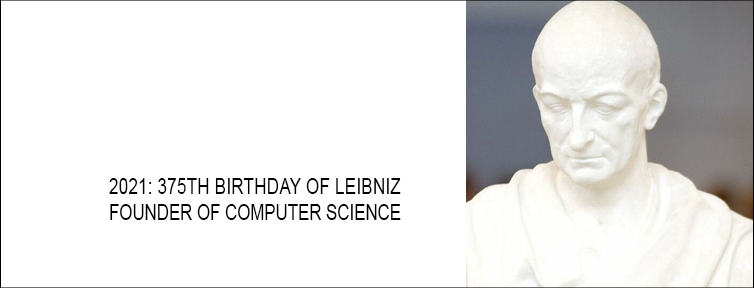 2021: 375TH BIRTHDAY OF LEIBNIZ
FOUNDER OF COMPUTER SCIENCE